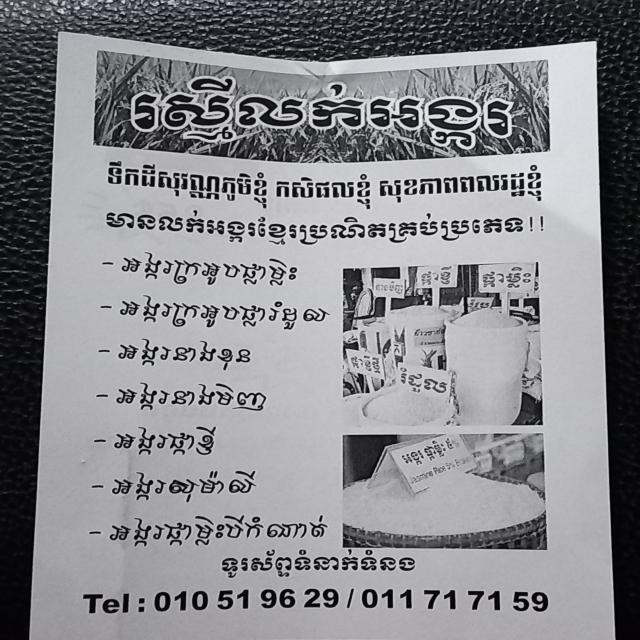 រស្មីលក់អង្ករ
ទឹកដីសុវណ្ណភូមិខ្ញុំ កសិផលខ្ញុំ សុខភាពពលរដ្ឋខ្ញុំ
មានលក់អង្ករខ្មែរប្រណិតគ្រប់ប្រភេទ!!
- អង្ករក្រអូបផ្កាម្លិះ
- អង្ករក្រអូបផ្ការំដួល
- អង្ករនាងខុន
- អង្ករនាងមិញ
- អង្ករផ្កាខ្ញី
- អង្ករសុម៉ាលី
- អង្ករផ្កាម្លិះបីកំណាត់
រំដួល
អង្ករ ផ្កាម្លិះ
Jasmine Rice
ទូរស័ព្ទទំនាក់ទំនង
Tel : 010 51 96 29 / 011 71 71 59